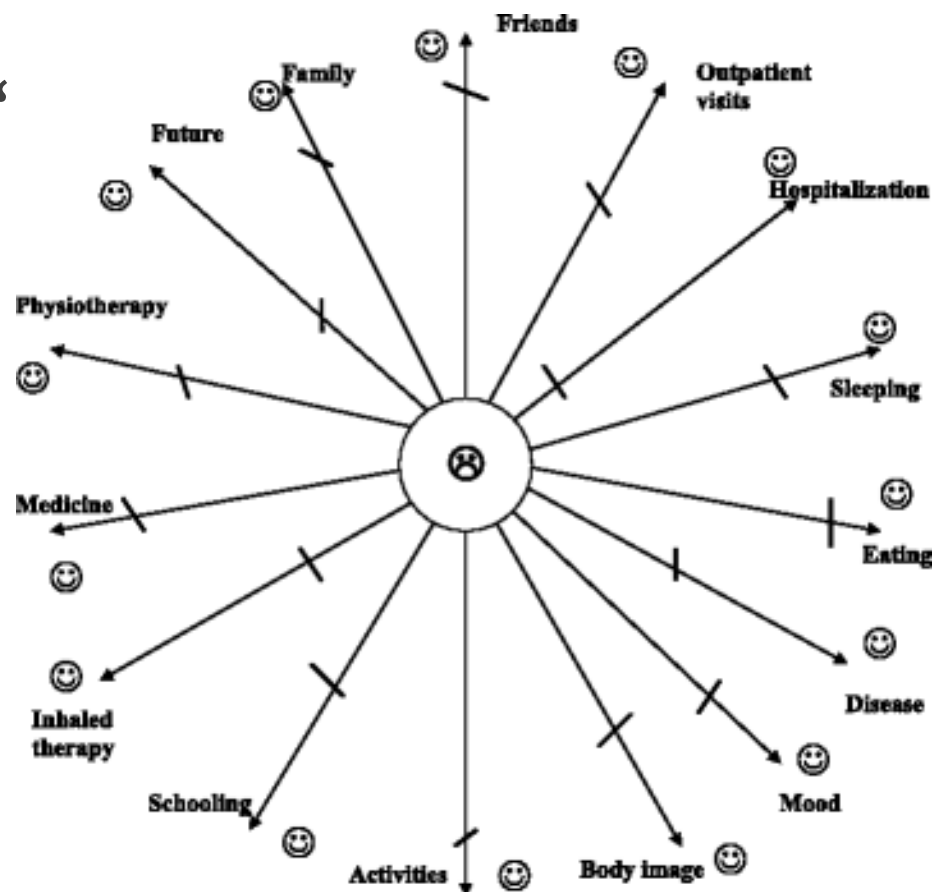 Friends
Family
Outpatient
visits
Future
Hospitalization
Physiotherapy
Sleeping
Medicine
Eating
Disease
Inhaled
therapy
Schooling
Mood
Activities
Body image